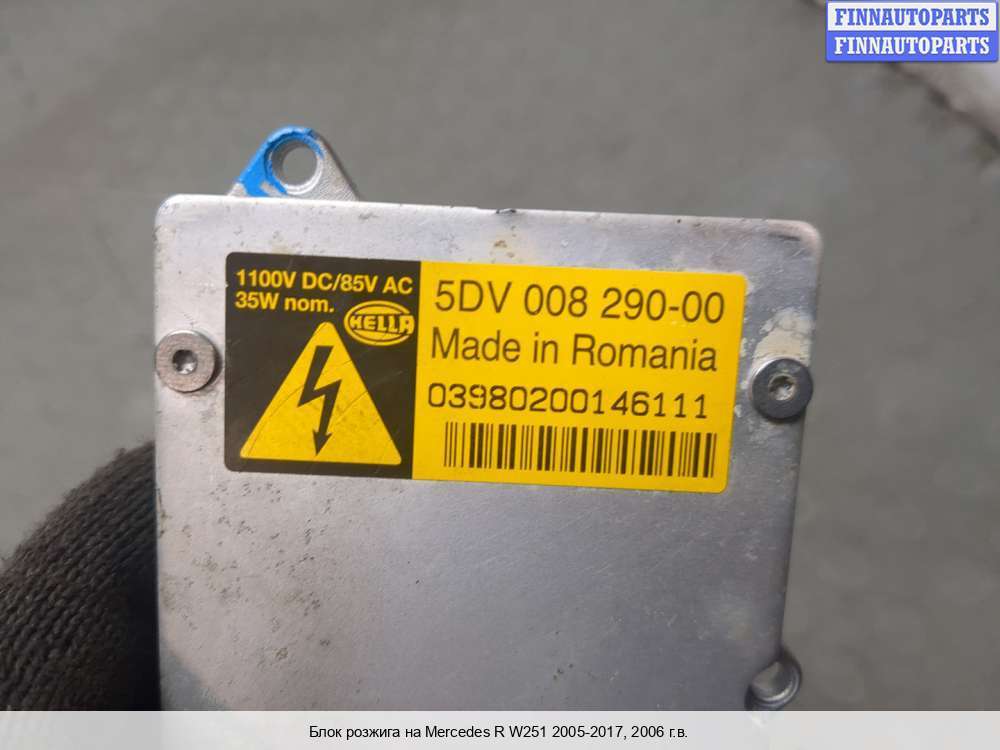 FINNAUTOPARTS
FINNAUTOPARTS
1100V DC/85V AC
35W nom.
HELLA
5DV 008 290-00
Made in Romania
03980200146111
Блок розжига на Mercedes R W251 2005-2017, 2006 г.в.